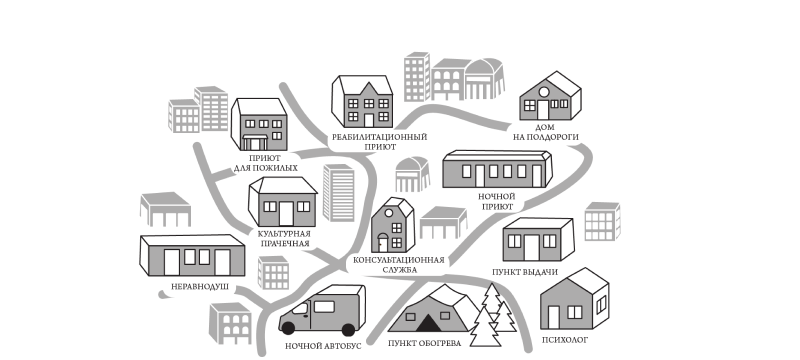 РЕАБИЛИТАЦИОННЫЙ
ПРИЮТ
ДОМ
НА ПОЛДОРОГИ
ПРИЮТ
ДЛЯ ПОЖИЛЫХ
НОЧНОЙ
ПРИЮТ
КУЛЬТУРНАЯ
ПРАЧЕЧНАЯ
КОНСУЛЬТАЦИОННАЯ
СЛУЖБА
ПУНКТ ВЫДАЧИ
НЕРАВНОДУШ
НОЧНОЙ АВТОБУС
ПУНКТ ОБОГРЕВА
ПСИХОЛОГ